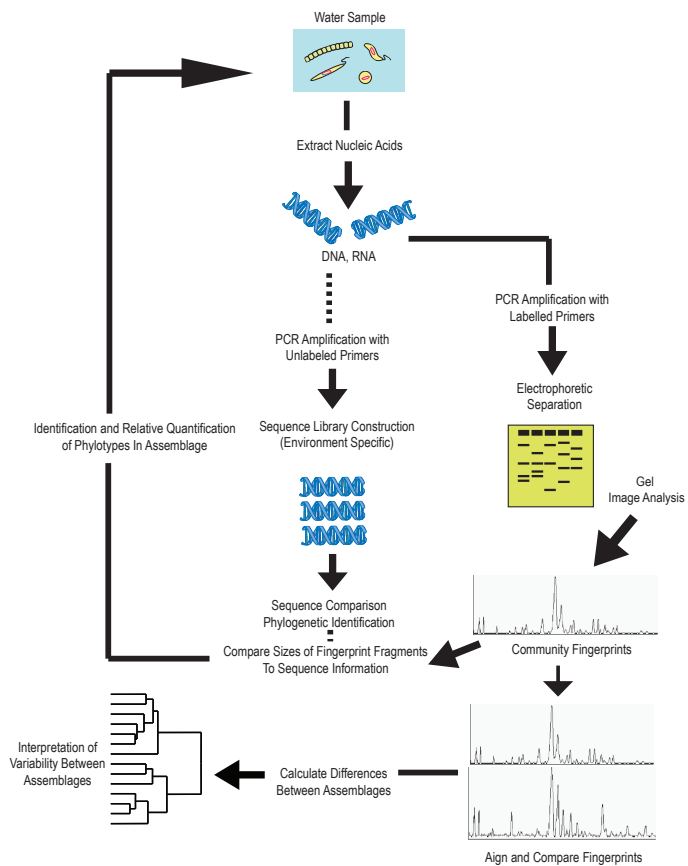 Water Sample
Extract Nucleic Acids
DNA, RNA
PCR Amplification with
Labelled Primers
PCR Amplification with
Unlabeled Primers
Electrophoretic
Separation
Identification and Relative Quantification
of Phylotypes In Assemblage
Sequence Library Construction
(Environment Specific)
Gel
Image Analysis
Sequence Comparison
Phylogenetic Identification
Compare Sizes of Fingerprint Fragments
To Sequence Information
Community Fingerprints
Interpretation of
Variability Between
Assemblages
Calculate Differences
Between Assemblages
Aign and Compare Fingerprints